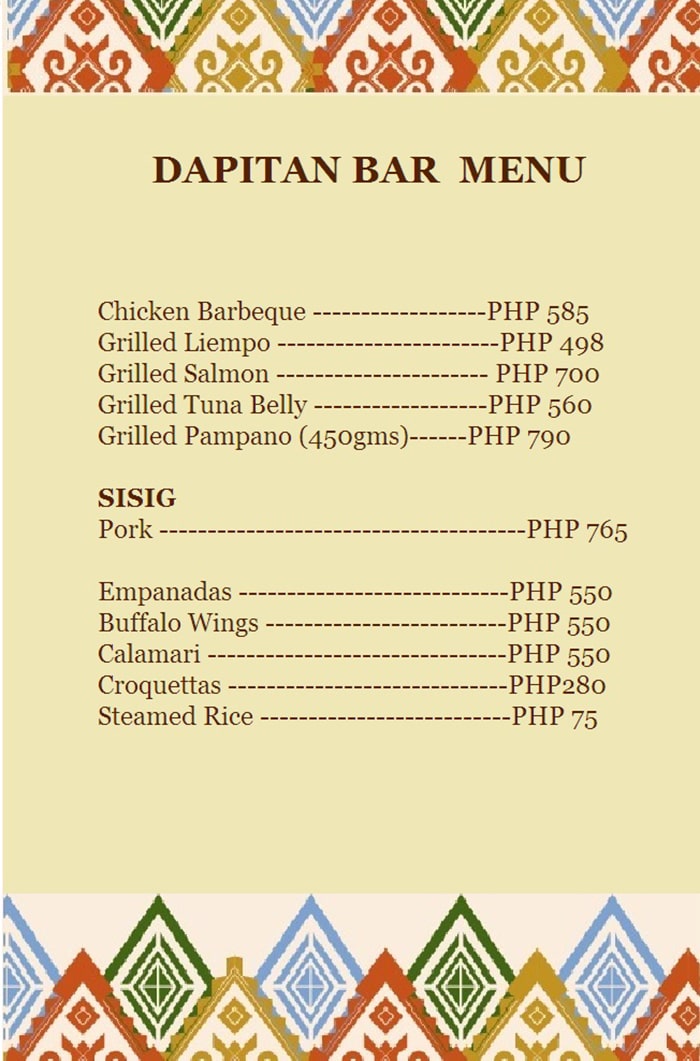 DAPITAN BAR  MENU
Chicken Barbeque ------------------PHP 585
Grilled Liempo -----------------------PHP 498
Grilled Salmon ---------------------- PHP 700
Grilled Tuna Belly ------------------PHP 560
Grilled Pampano (450gms)------PHP 790
SISIG
Pork --------------------------------------PHP 765
Empanadas ----------------------------PHP 550
Buffalo Wings -------------------------PHP 550
Calamari -------------------------------PHP 550
Croquettas -----------------------------PHP280
Steamed Rice --------------------------PHP 75